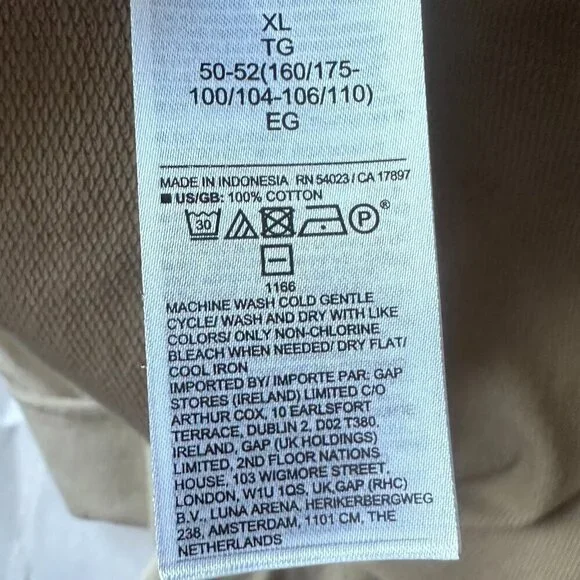 XL
TG
50-52(160/175-
100/104-106/110)
EG
MADE IN INDONESIA RN 54023 / CA 17897
US/GB: 100% COTTON
30 P ®
1166
MACHINE WASH COLD GENTLE
CYCLE/ WASH AND DRY WITH LIKE
COLORS/ ONLY NON-CHLORINE
BLEACH WHEN NEEDED/ DRY FLAT/
COOL IRON
IMPORTED BY/ IMPORTE PAR: GAP
STORES (IRELAND) LIMITED C/O
ARTHUR COX, 10 EARLSFORT
TERRACE, DUBLIN 2, D02 T380,
IRELAND, GAP (UK HOLDINGS)
LIMITED, 2ND FLOOR NATIONS
HOUSE, 103 WIGMORE STREET,
LONDON, W1U 1QS, UK,GAP (RHC)
B.V., LUNA ARENA, HERIKERBERGWEG
238, AMSTERDAM, 1101 CM, THE
NETHERLANDS